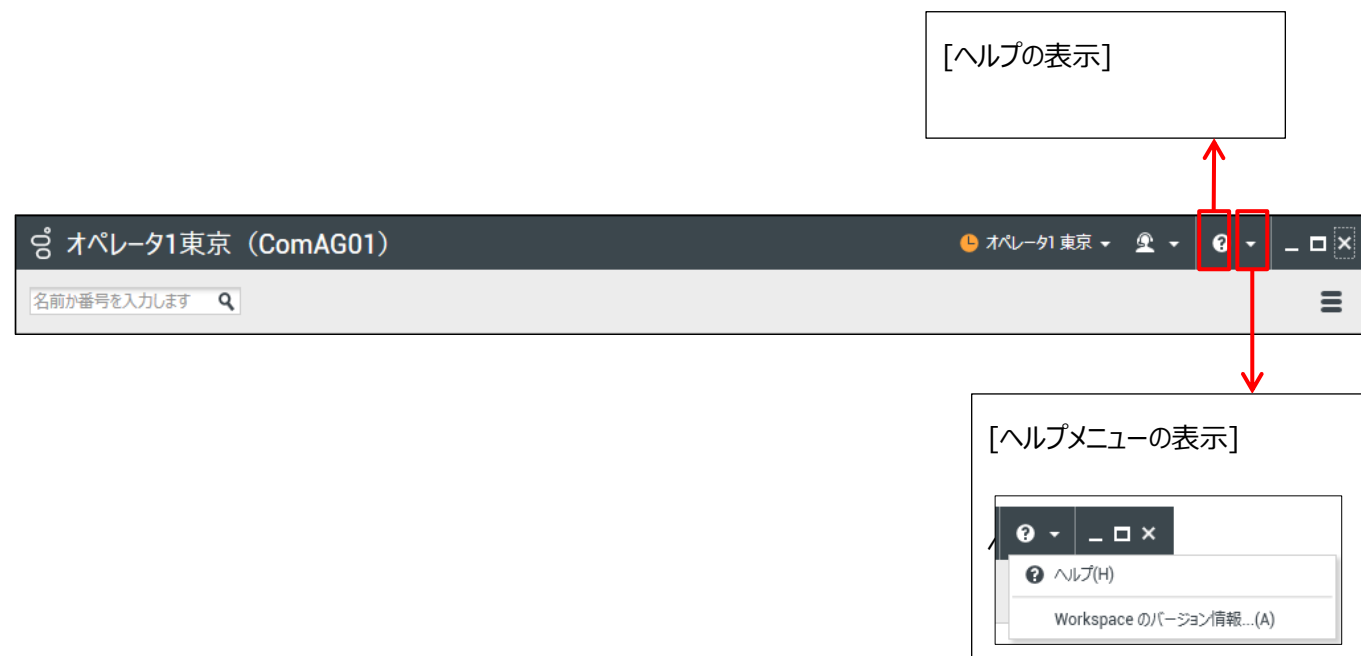 [ヘルプの表示]
オペレータ1東京（ComAG01）
オペレータ1 東京
名前か番号を入力します
[ヘルプメニューの表示]
ヘルプ(H)
Workspace のバージョン情報...(A)